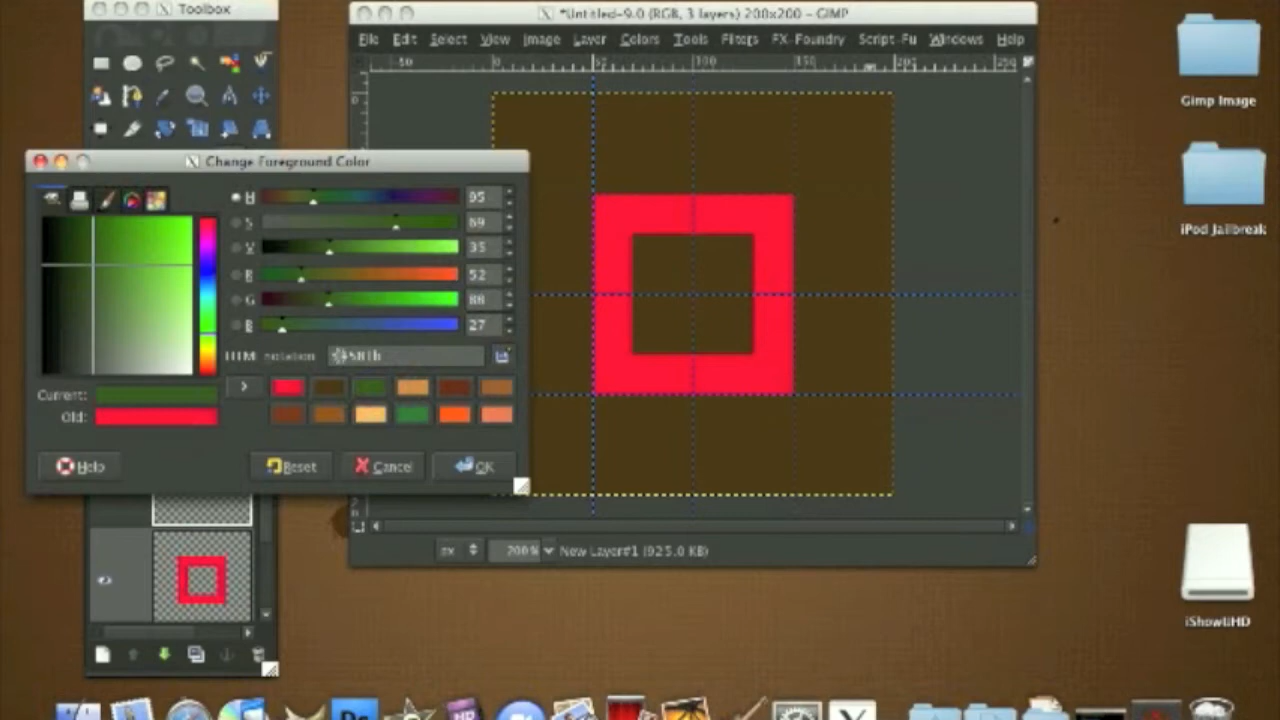 Toolbox
*Untitled-9.0 (RGB, 3 layers) 200x200 – GIMP
File Edit Select View Image Layer Colors Tools Filters FX-Foundry Script-Fu Windows Help
Gimp Image
iPod Jailbreak
iShowUHD
Change Foreground Color
H 95
S 69
V 35
R 52
G 88
B 27
HTML notation
Current:
Old:
Help Reset Cancel OK
px 200% New Layer#1 (925.0 KB)